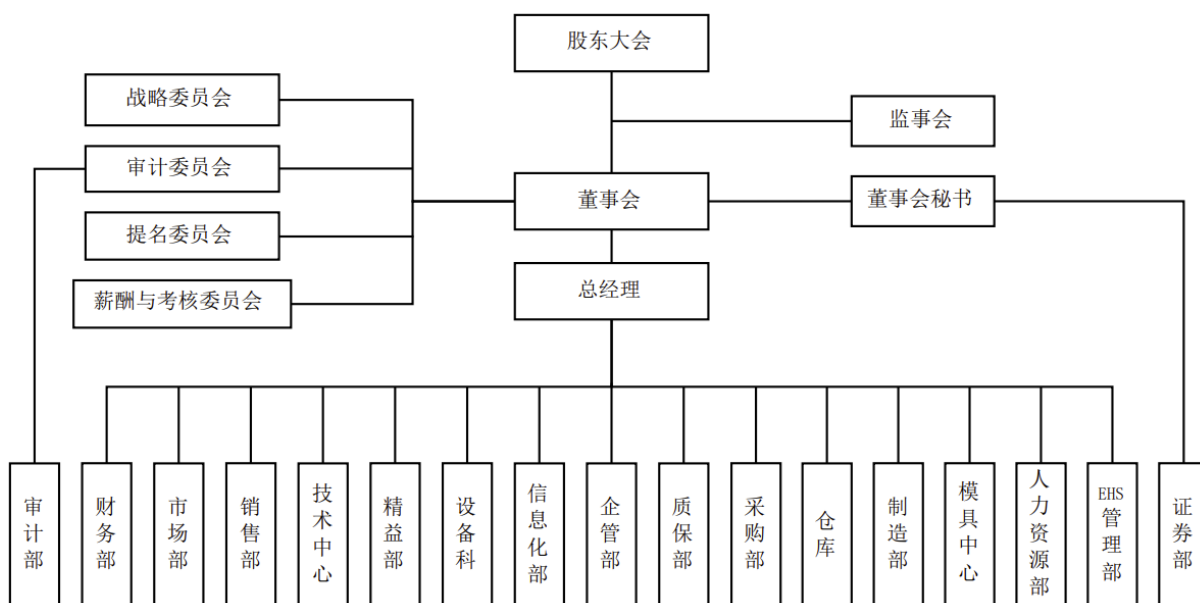 股东大会
战略委员会
监事会
审计委员会
董事会
董事会秘书
提名委员会
总经理
薪酬与考核委员会
审计部
财务部
市场部
销售部
技术中心
精益部
设备科
信息化部
企管部
质保部
采购部
仓库
制造部
模具中心
人力资源部
EHS管理部
证券部